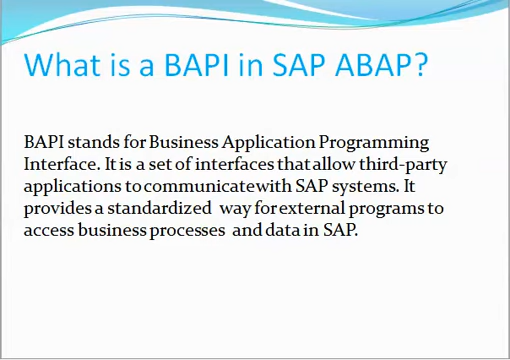 What is a BAPI in SAP ABAP?
BAPI stands for Business Application Programming
Interface. It is a set of interfaces that allow third-party
applications to communicate with SAP systems. It
provides a standardized way for external programs to
access business processes and data in SAP.